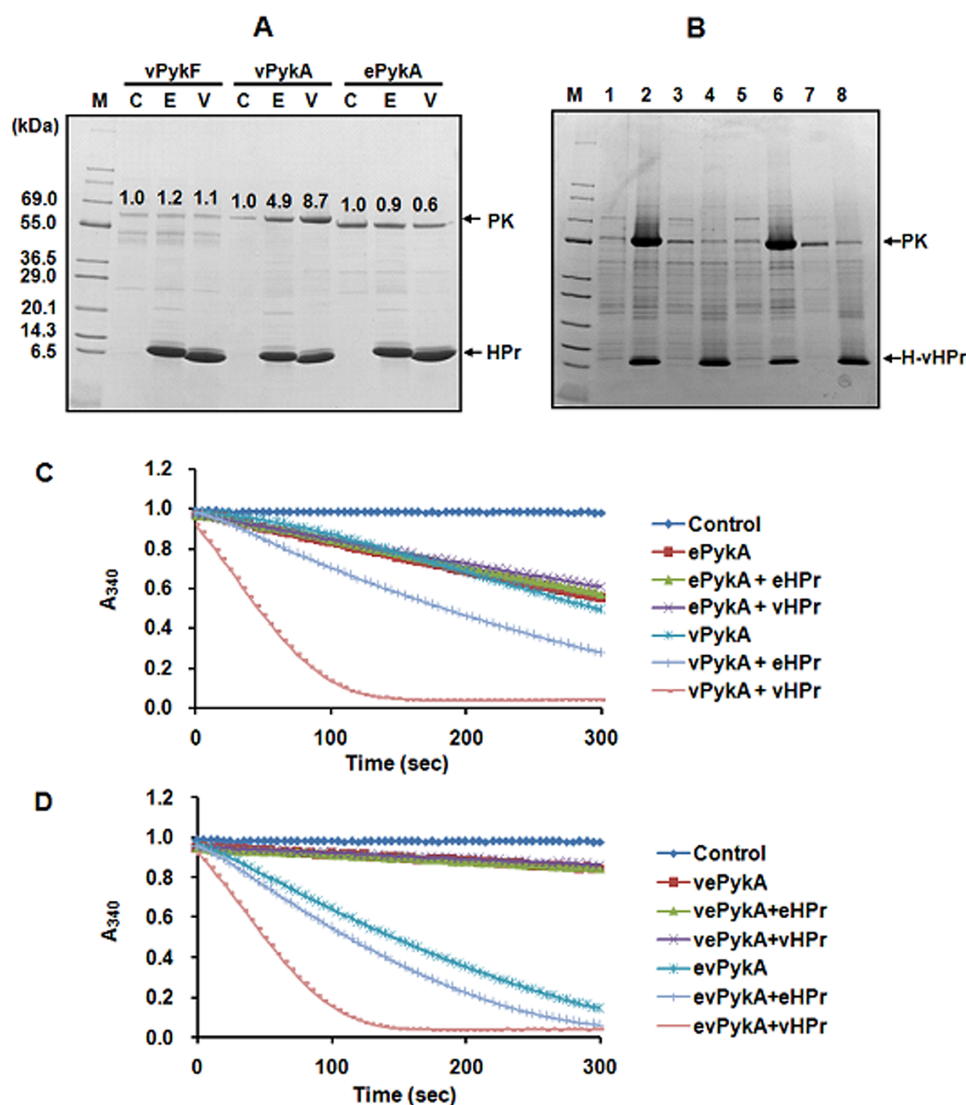 A
vPykF vPykA ePykA
M C E V C E V C E V
(kDa)
1.0 1.2 1.1 1.0 4.9 8.7 1.0 0.9 0.6
69.0
55.0
36.5
29.0
20.1
14.3
6.5
PK
HPr
B
M 1 2 3 4 5 6 7 8
PK
H-vHPr
C
1.2
1.0
0.8
0.6
0.4
0.2
0.0
A340
0 100 200 300
Time (sec)
Control
ePykA
ePykA + eHPr
ePykA + vHPr
vPykA
vPykA + eHPr
vPykA + vHPr
D
1.2
1.0
0.8
0.6
0.4
0.2
0.0
A340
0 100 200 300
Time (sec)
Control
vePykA
vePykA+eHPr
vePykA+vHPr
evPykA
evPykA+eHPr
evPykA+vHPr